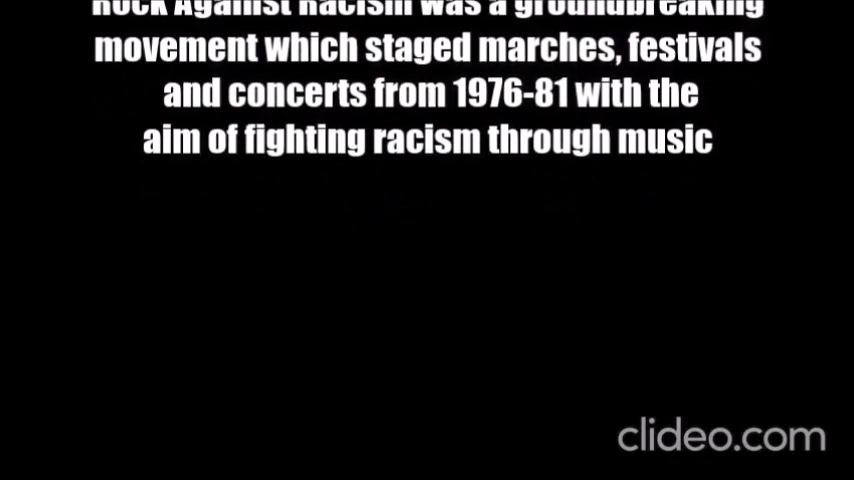 Rock Against Racism was a groundbreaking
movement which staged marches, festivals
and concerts from 1976-81 with the
aim of fighting racism through music
clideo.com